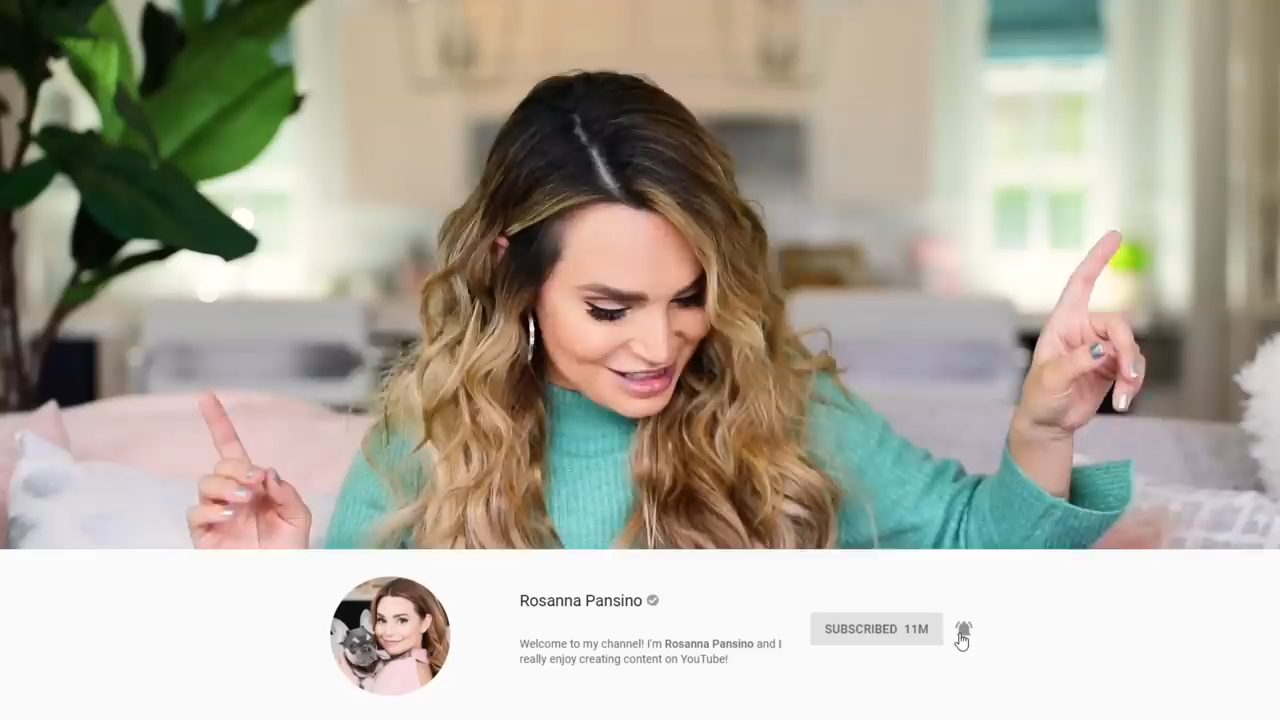 Rosanna Pansino
Welcome to my channel! I'm Rosanna Pansino and I
really enjoy creating content on YouTube!
SUBSCRIBED 11M